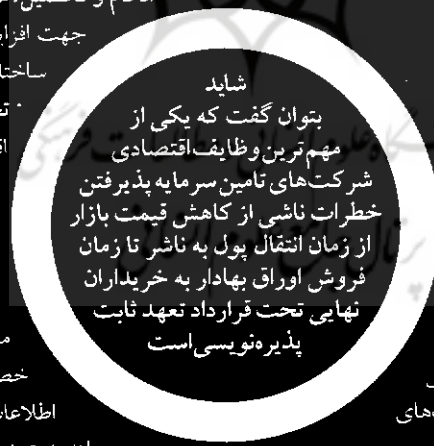 جهت
شاید
بتوان گفت که یکی از
مهم‌ترین وظایف اقتصادی
شرکت‌های تامین سرمایه پذیرفتن
خطرات ناشی از کاهش قیمت بازار
از زمان انتقال پول به ناشر تا زمان
فروش اوراق بهادار به خریداران
نهایی تحت قرارداد تعهد ثابت
پذیره‌نویسی است